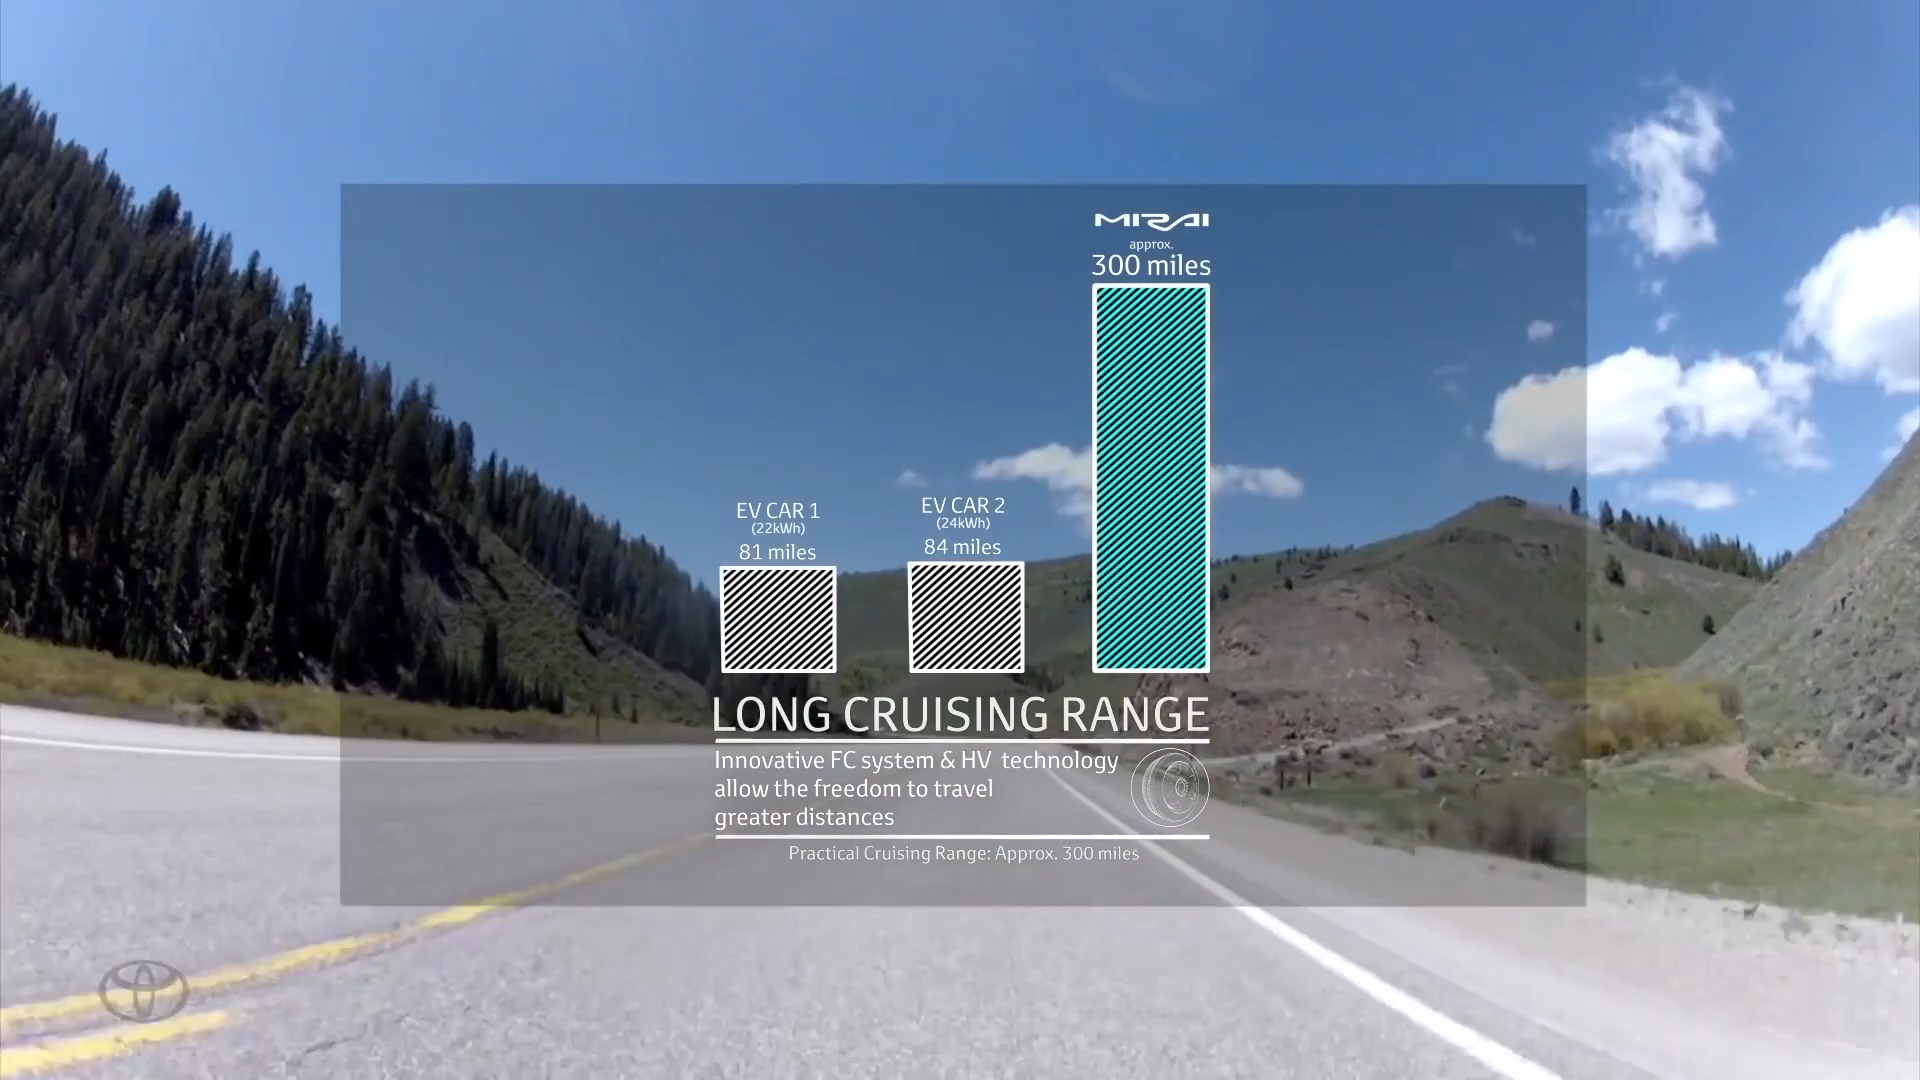 MIRAI
approx.
300 miles
EV CAR 1
(22kWh)
81 miles
EV CAR 2
(24kWh)
84 miles
LONG CRUISING RANGE
Innovative FC system & HV technology
allow the freedom to travel
greater distances
Practical Cruising Range: Approx. 300 miles